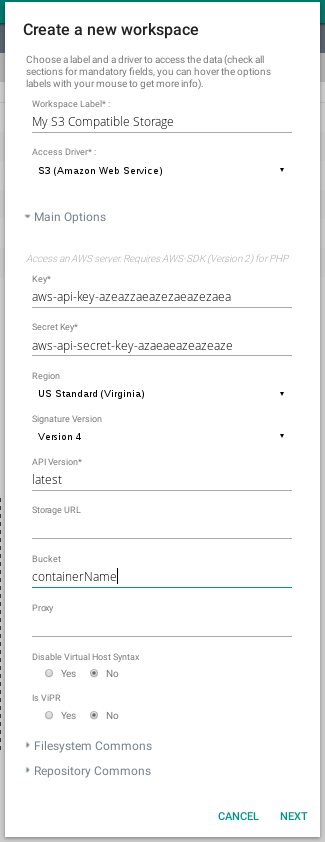 Create a new workspace
Choose a label and a driver to access the data (check all
sections for mandatory fields, you can hover the options
labels with your mouse to get more info).
Workspace Label* :
My S3 Compatible Storage
Access Driver* :
S3 (Amazon Web Service)
Main Options
Access an AWS server. Requires AWS-SDK (Version 2) for PHP
Key*
aws-api-key-azeazzaeazezaeazezaea
Secret Key*
aws-api-secret-key-azaeaeazeazeaze
Region
US Standard (Virginia)
Signature Version
Version 4
API Version*
latest
Storage URL
Bucket
containerName
Proxy
Disable Virtual Host Syntax
Yes No
Is ViPR
Yes No
Filesystem Commons
Repository Commons
CANCEL NEXT